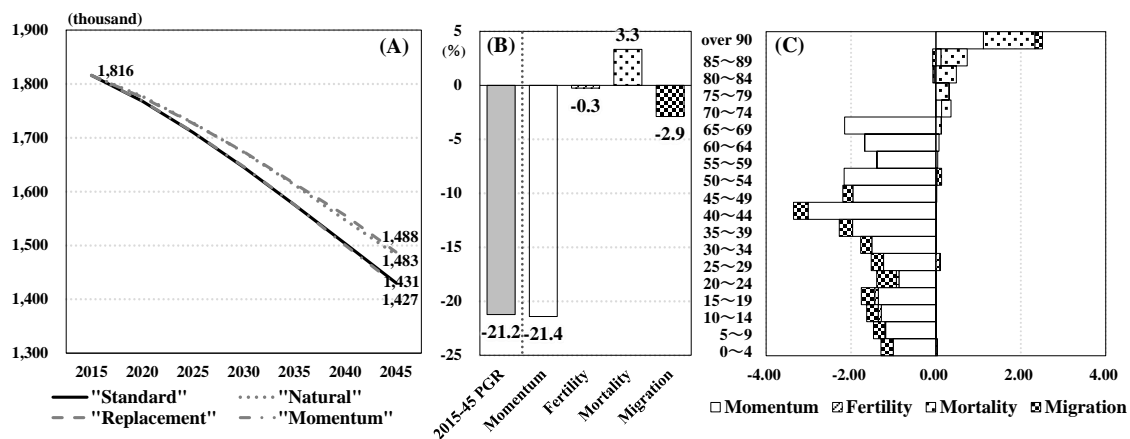 (thousand)
(A)
1,900
1,800
1,700
1,600
1,500
1,400
1,300
1,816
1,488
1,483
1,431
1,427
2015 2020 2025 2030 2035 2040 2045
"Standard" "Natural"
"Replacement" "Momentum"
(B)
5
(%)
0
-5
-10
-15
-20
-25
3.3
-0.3
-2.9
-21.2 -21.4
2015-45 PGR
Momentum
Fertility
Mortality
Migration
(C)
over 90
85～89
80～84
75～79
70～74
65～69
60～64
55～59
50～54
45～49
40～44
35～39
30～34
25～29
20～24
15～19
10～14
5～9
0～4
-4.00 -2.00 0.00 2.00 4.00
Momentum Fertility Mortality Migration